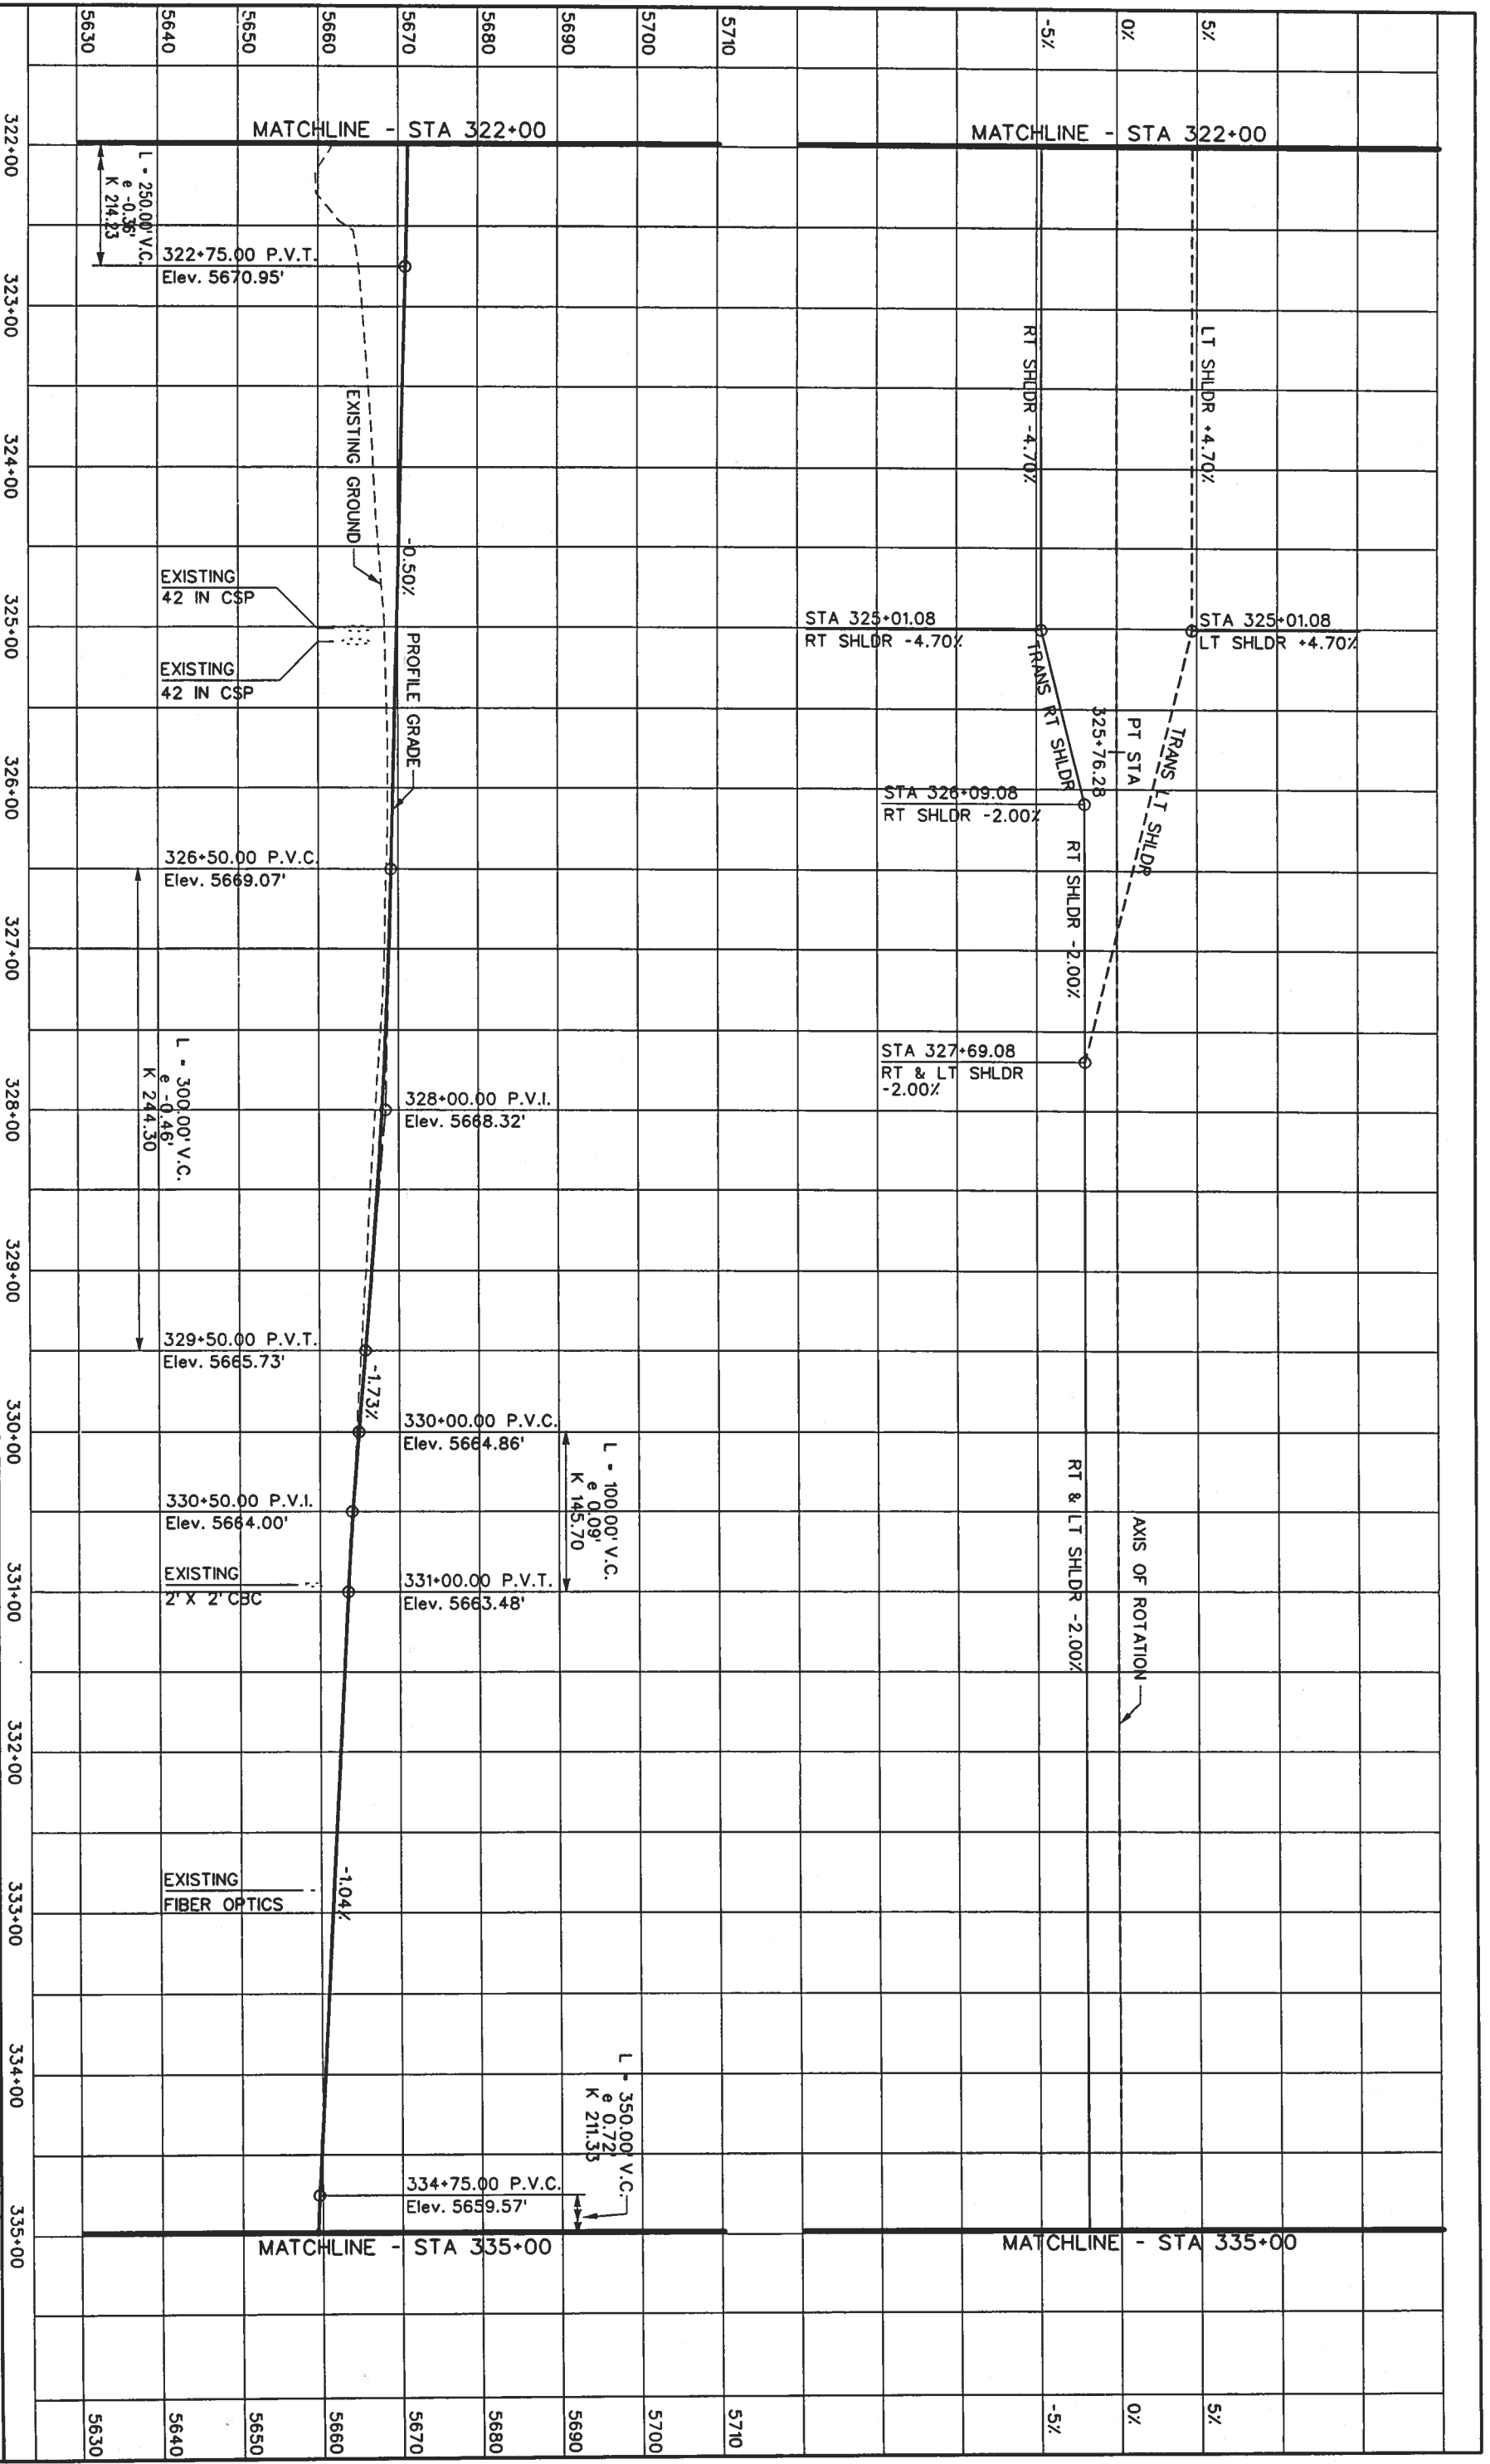 5%
0%
-5%
MATCHLINE - STA 322+00
LT SHLDR +4.70%
RT SHLDR -4.70%
STA 325+01.08
LT SHLDR +4.70%
STA 325+01.08
RT SHLDR -4.70%
TRANS LT SHLDR
PT STA
325+76.28
TRANS RT SHLDR
STA 326+09.08
RT SHLDR -2.00%
RT SHLDR -2.00%
STA 327+69.08
RT & LT SHLDR
-2.00%
AXIS OF ROTATION
RT & LT SHLDR -2.00%
MATCHLINE - STA 335+00
5%
0%
-5%
5710
5700
5690
5680
5670
5660
5650
5640
5630
MATCHLINE - STA 322+00
L = 250.00' V.C.
e -0.36'
K 214.23
322+75.00 P.V.T.
Elev. 5670.95'
EXISTING GROUND
-0.50%
PROFILE GRADE
EXISTING
42 IN CSP
EXISTING
42 IN CSP
326+50.00 P.V.C.
Elev. 5669.07'
L = 300.00' V.C.
e -0.46'
K 244.30
328+00.00 P.V.I.
Elev. 5668.32'
329+50.00 P.V.T.
Elev. 5665.73'
-1.73%
330+00.00 P.V.C.
Elev. 5664.86'
L = 100.00' V.C.
e 0.09'
K 145.70
330+50.00 P.V.I.
Elev. 5664.00'
331+00.00 P.V.T.
Elev. 5663.48'
EXISTING
2' X 2' CBC
EXISTING
FIBER OPTICS
-1.04%
L = 350.00' V.C.
e 0.72'
K 211.33
334+75.00 P.V.C.
Elev. 5659.57'
MATCHLINE - STA 335+00
5710
5700
5690
5680
5670
5660
5650
5640
5630
322+00
323+00
324+00
325+00
326+00
327+00
328+00
329+00
330+00
331+00
332+00
333+00
334+00
335+00